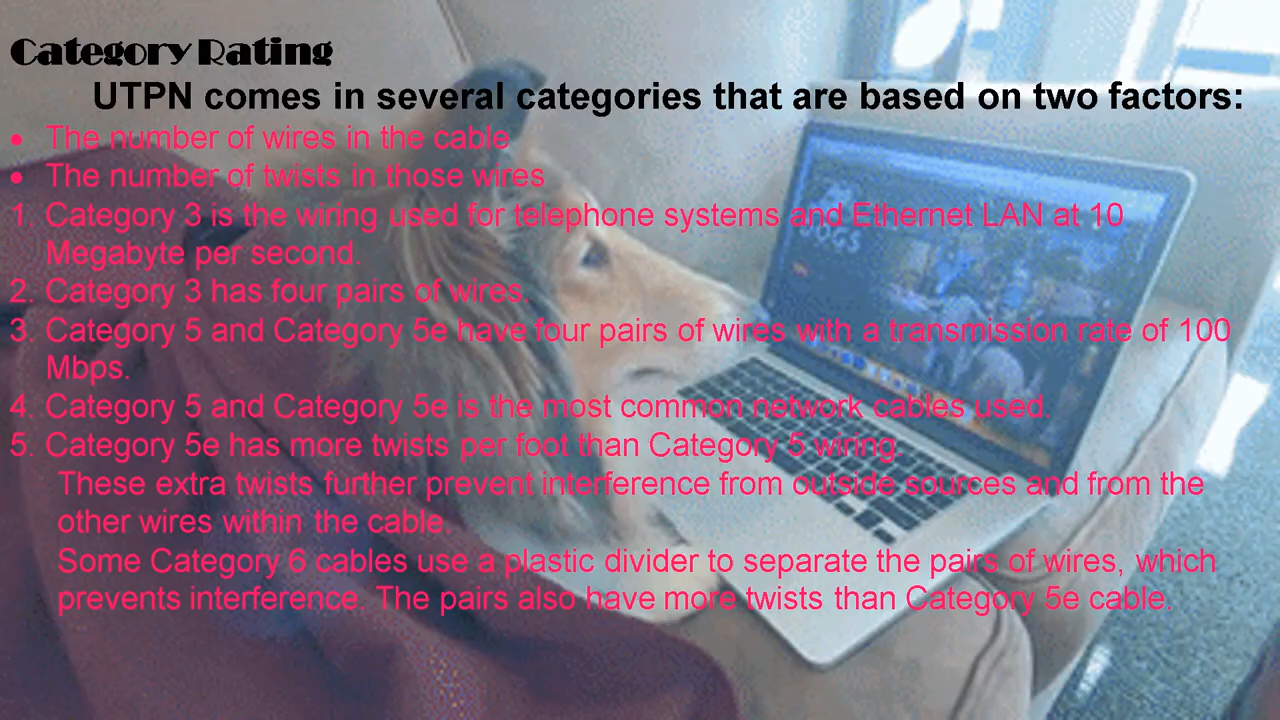 Category Rating
UTPN comes in several categories that are based on two factors:
• The number of wires in the cable
• The number of twists in those wires
1. Category 3 is the wiring used for telephone systems and Ethernet LAN at 10
Megabyte per second.
2. Category 3 has four pairs of wires.
3. Category 5 and Category 5e have four pairs of wires with a transmission rate of 100
Mbps.
4. Category 5 and Category 5e is the most common network cables used.
5. Category 5e has more twists per foot than Category 5 wiring.
These extra twists further prevent interference from outside sources and from the
other wires within the cable.
Some Category 6 cables use a plastic divider to separate the pairs of wires, which
prevents interference. The pairs also have more twists than Category 5e cable.
DOGS